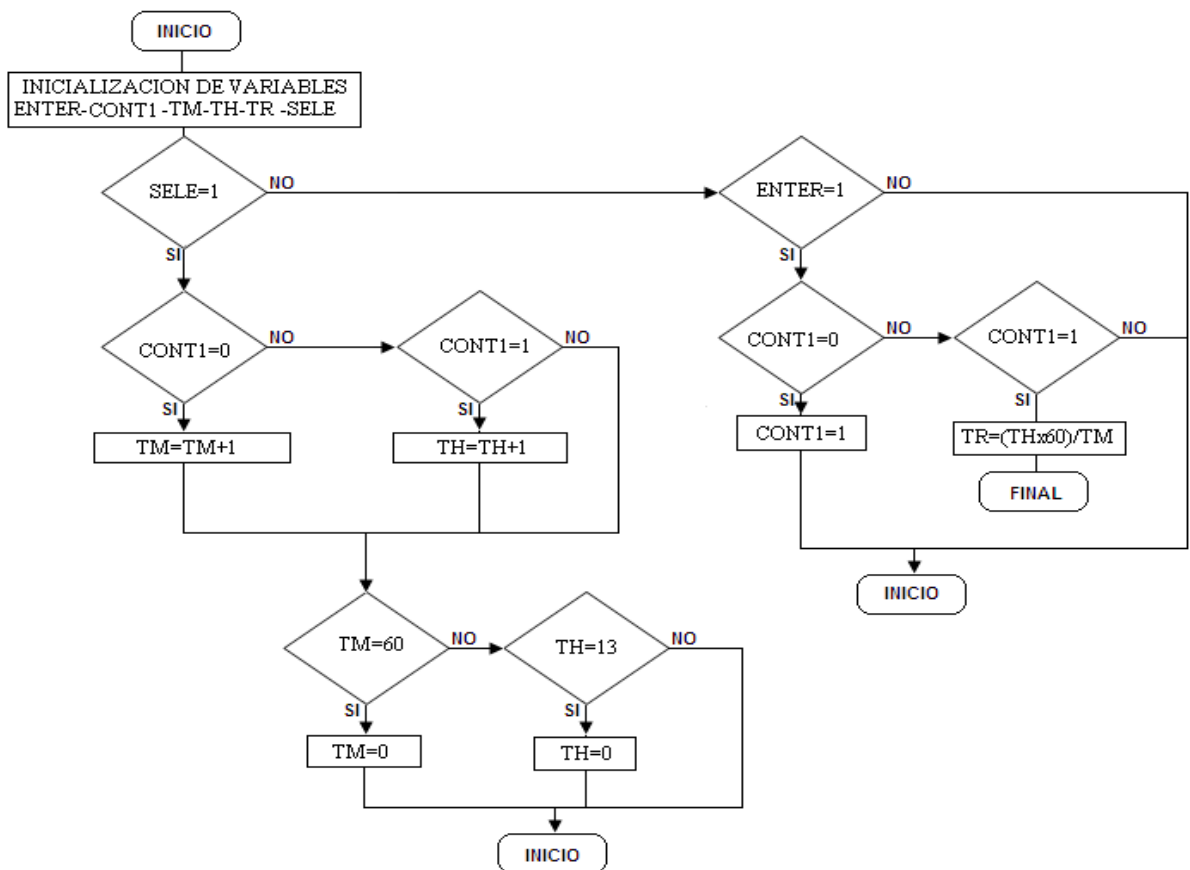 INICIO
INICIALIZACION DE VARIABLES
ENTER-CONT1 -TM-TH-TR -SELE
SELE=1
NO
ENTER=1
NO
SI
SI
CONT1=0
NO
CONT1=1
NO
CONT1=0
NO
CONT1=1
NO
SI
SI
SI
SI
TM=TM+1
TH=TH+1
CONT1=1
TR=(THx60)/TM
FINAL
INICIO
TM=60
NO
TH=13
NO
SI
SI
TM=0
TH=0
INICIO